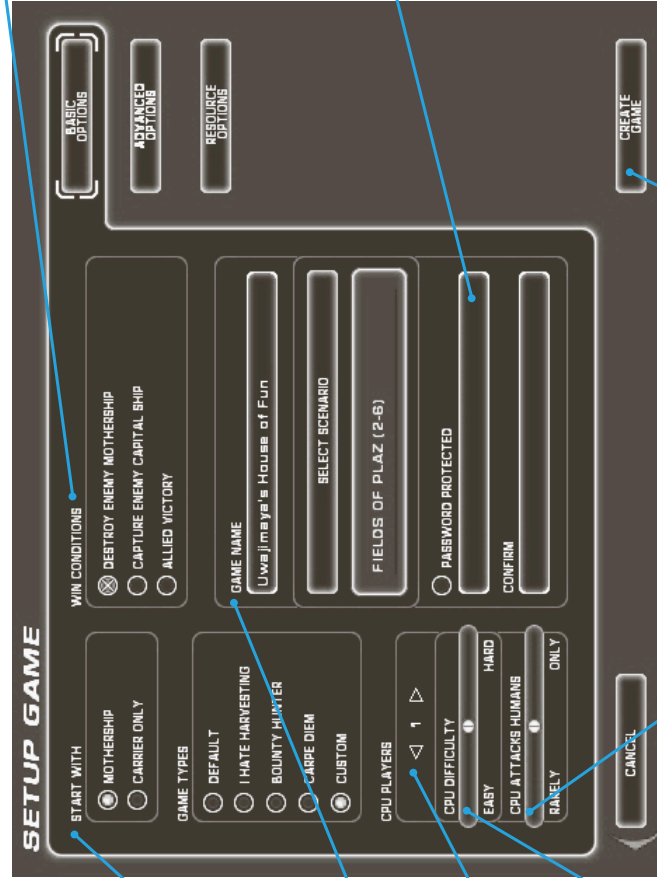 SETUP GAME
START WITH
MOTHERSHIP
CARRIER ONLY
GAME TYPES
DEFAULT
I HATE HARVESTING
BOUNTY HUNTER
CARPE DIEM
CUSTOM
CPU PLAYERS
1
CPU DIFFICULTY
EASY HARD
CPU ATTACKS HUMANS
RARELY ONLY
WIN CONDITIONS
DESTROY ENEMY MOTHERSHIP
CAPTURE ENEMY CAPITAL SHIP
ALLIED VICTORY
GAME NAME
Uwajimaya's House of Fun
SELECT SCENARIO
FIELDS OF PLAZ (2-6)
PASSWORD PROTECTED
CONFIRM
BASIC
OPTIONS
ADVANCED
OPTIONS
RESOURCE
OPTIONS
CANCEL
CREATE
GAME